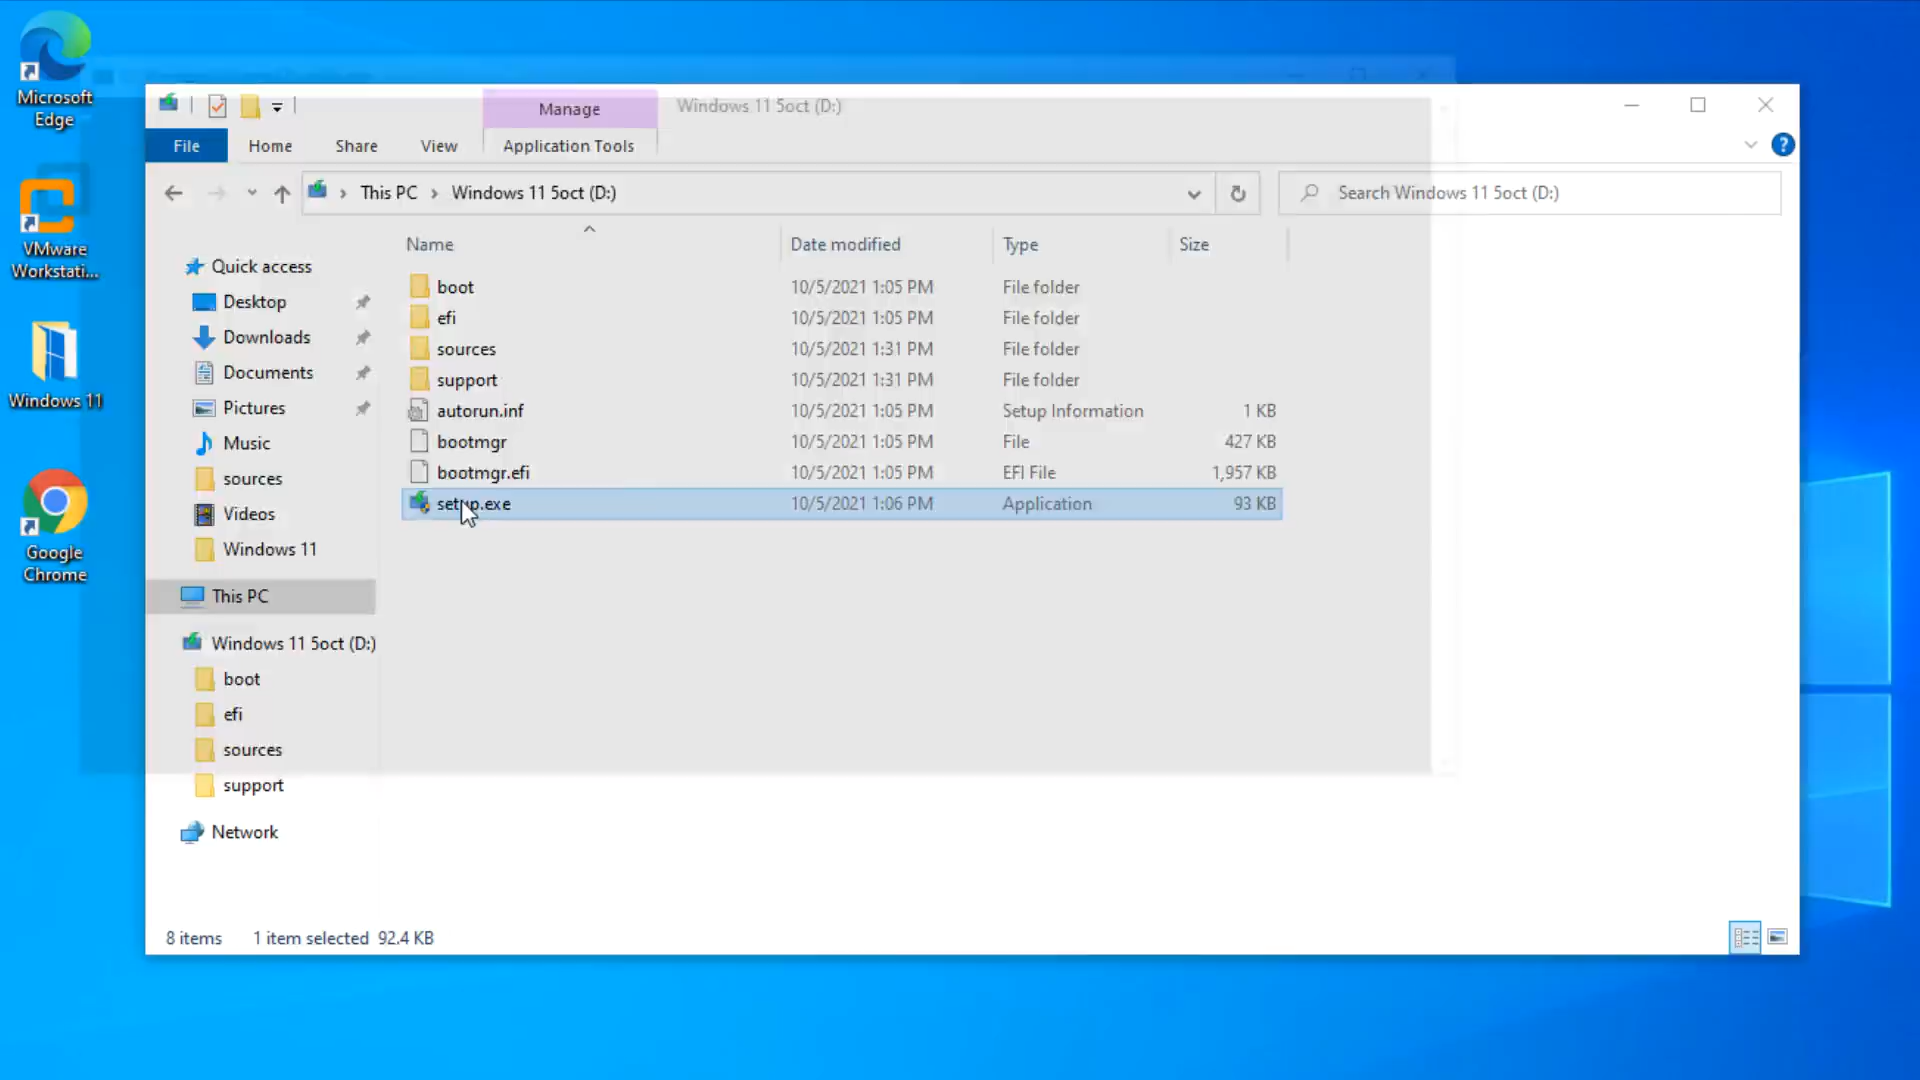 Microsoft
Edge
VMware
Workstati...
Windows 11
Google
Chrome
Manage
Windows 11 5oct (D:)
File
Home
Share
View
Application Tools
?
This PC
Windows 11 5oct (D:)
Search Windows 11 5oct (D:)
Name
Date modified
Type
Size
Quick access
Desktop
Downloads
Documents
Pictures
Music
sources
Videos
Windows 11
This PC
Windows 11 5oct (D:)
boot
efi
sources
support
Network
boot 10/5/2021 1:05 PM File folder
efi 10/5/2021 1:05 PM File folder
sources 10/5/2021 1:31 PM File folder
support 10/5/2021 1:31 PM File folder
autorun.inf 10/5/2021 1:05 PM Setup Information 1 KB
bootmgr 10/5/2021 1:05 PM File 427 KB
bootmgr.efi 10/5/2021 1:05 PM EFI File 1,957 KB
setup.exe 10/5/2021 1:06 PM Application 93 KB
8 items 1 item selected 92.4 KB